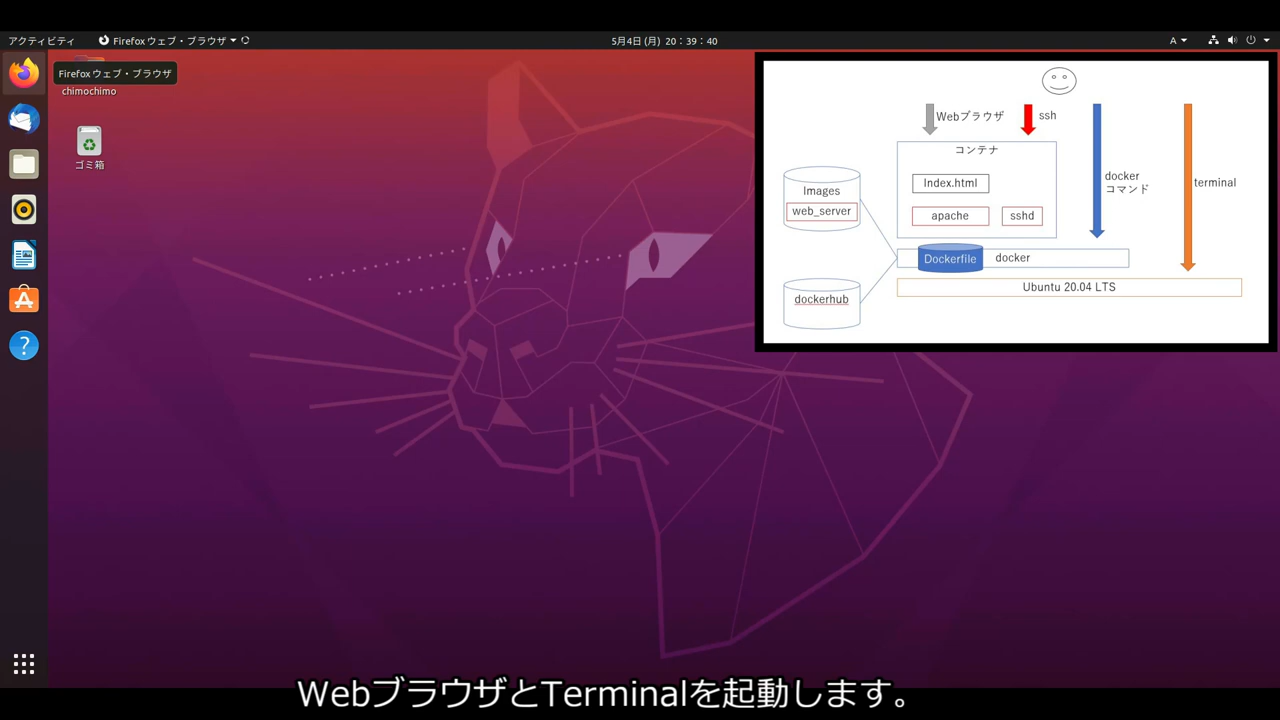 アクティビティ
Firefox ウェブ・ブラウザ
5月4日 (月) 20：39：40
A
Firefox ウェブ・ブラウザ
chimochimo
ゴミ箱
Webブラウザ
ssh
コンテナ
Index.html
apache
sshd
docker
コマンド
terminal
Images
web_server
Dockerfile
docker
dockerhub
Ubuntu 20.04 LTS
WebブラウザとTerminalを起動します。